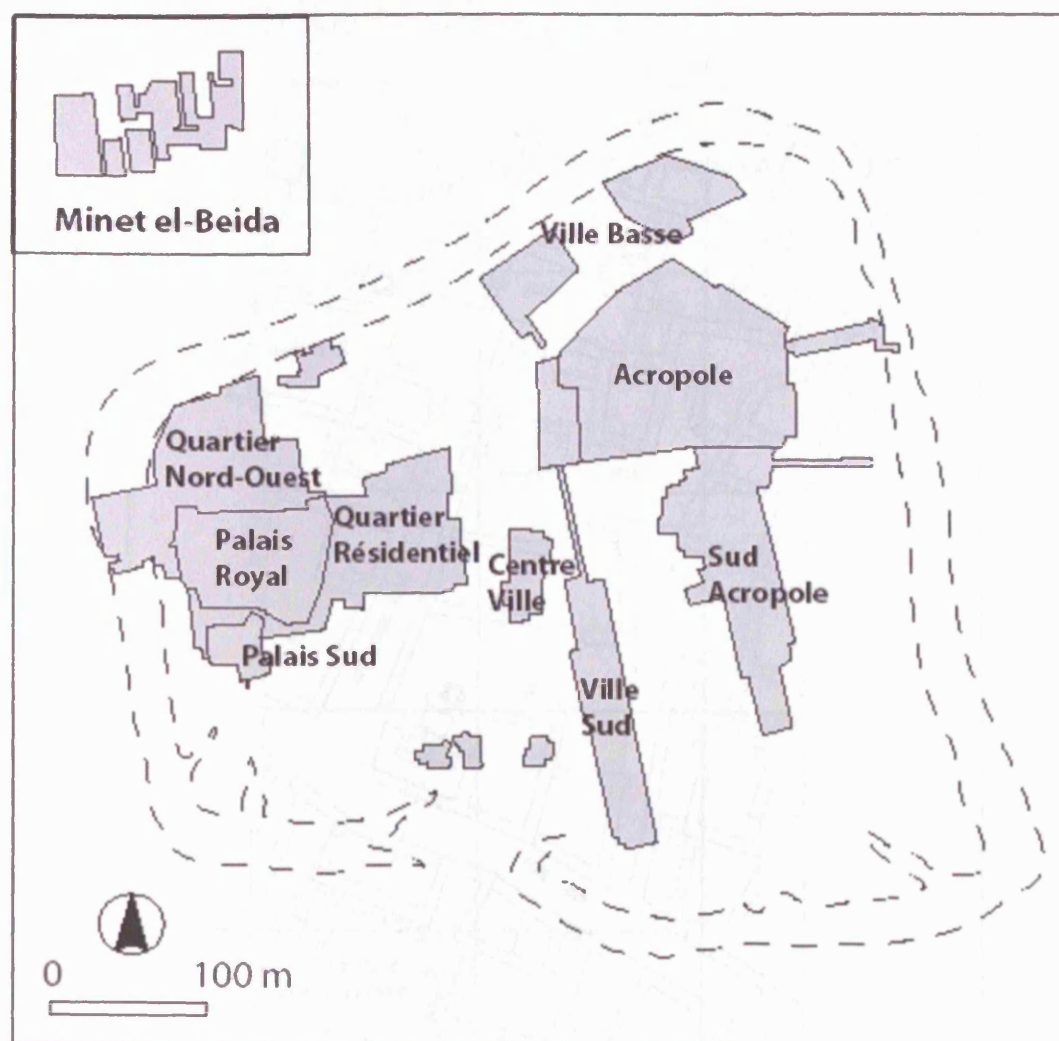 Minet el-Beida
Ville Basse
Acropole
Quartier
Nord-Ouest
Quartier
Résidentiel
Palais
Royal
Centre
Ville
Sud
Acropole
Palais Sud
Ville
Sud
0 100 m